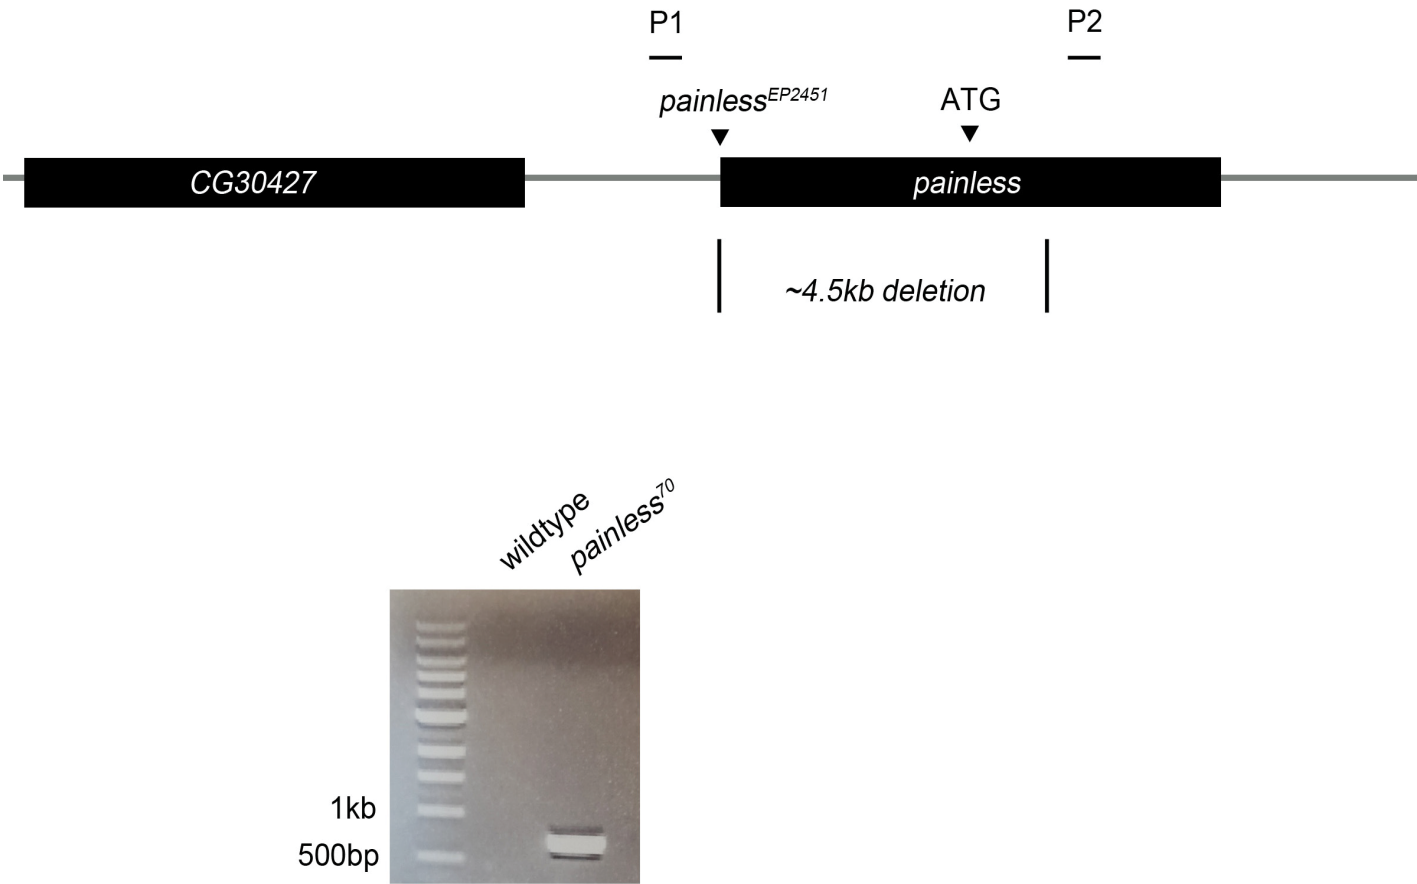 P1
P2
painlessEP2451
ATG
CG30427
painless
~4.5kb deletion
wildtype
painless70
1kb
500bp